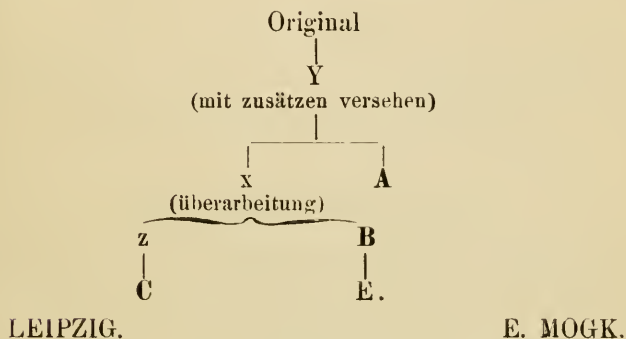 Original
Y
(mit zusätzen versehen)
x A
(überarbeitung)
z B
C E.
LEIPZIG. E. MOGK.